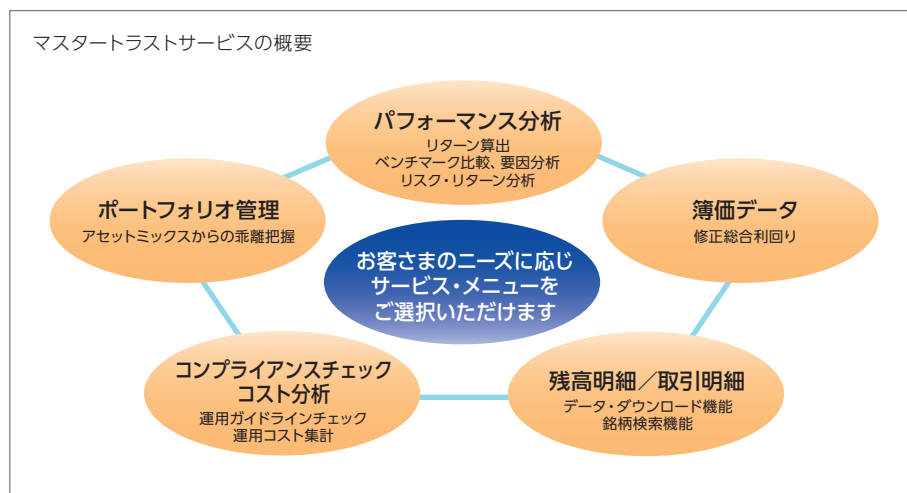 マスタートラストサービスの概要
パフォーマンス分析
リターン算出
ベンチマーク比較、要因分析
リスク・リターン分析
ポートフォリオ管理
アセットミックスからの乖離把握
簿価データ
修正総合利回り
お客さまのニーズに応じ
サービス・メニューを
ご選択いただけます
コンプライアンスチェック
コスト分析
運用ガイドラインチェック
運用コスト集計
残高明細／取引明細
データ・ダウンロード機能
銘柄検索機能